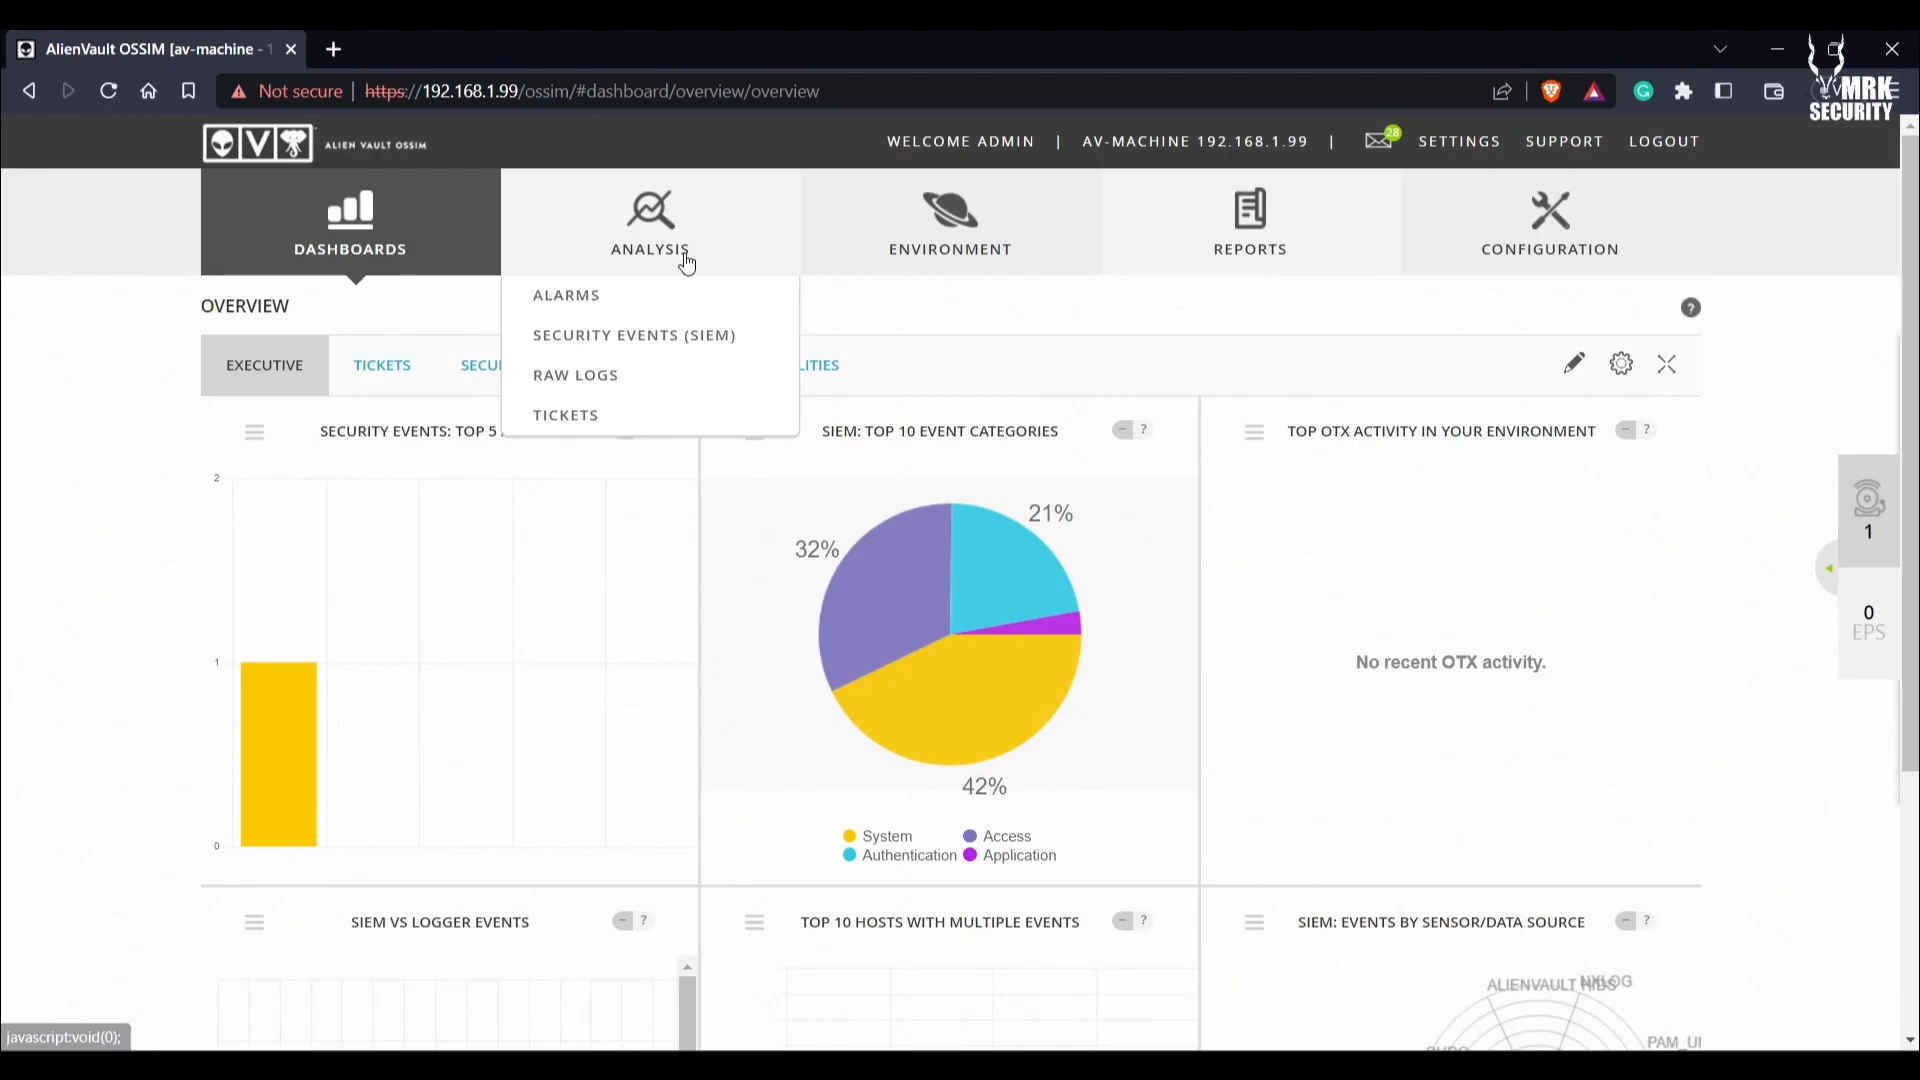 AlienVault OSSIM [av-machine - 1
Not secure | https://192.168.1.99/ossim/#dashboard/overview/overview
MRK
SECURITY
ALIEN VAULT OSSIM
WELCOME ADMIN | AV-MACHINE 192.168.1.99 | 28 SETTINGS SUPPORT LOGOUT
DASHBOARDS ANALYSIS ENVIRONMENT REPORTS CONFIGURATION
ALARMS
SECURITY EVENTS (SIEM)
RAW LOGS
TICKETS
OVERVIEW ?
EXECUTIVE TICKETS SECU LITIES
SECURITY EVENTS: TOP 5
2
1
0
SIEM: TOP 10 EVENT CATEGORIES - ?
21%
32%
42%
System Access
Authentication Application
TOP OTX ACTIVITY IN YOUR ENVIRONMENT - ?
No recent OTX activity.
1
0
EPS
SIEM VS LOGGER EVENTS - ?
TOP 10 HOSTS WITH MULTIPLE EVENTS - ?
SIEM: EVENTS BY SENSOR/DATA SOURCE - ?
ALIENVAULT HIDS NXLOG
PAM_UI
javascript:void(0);